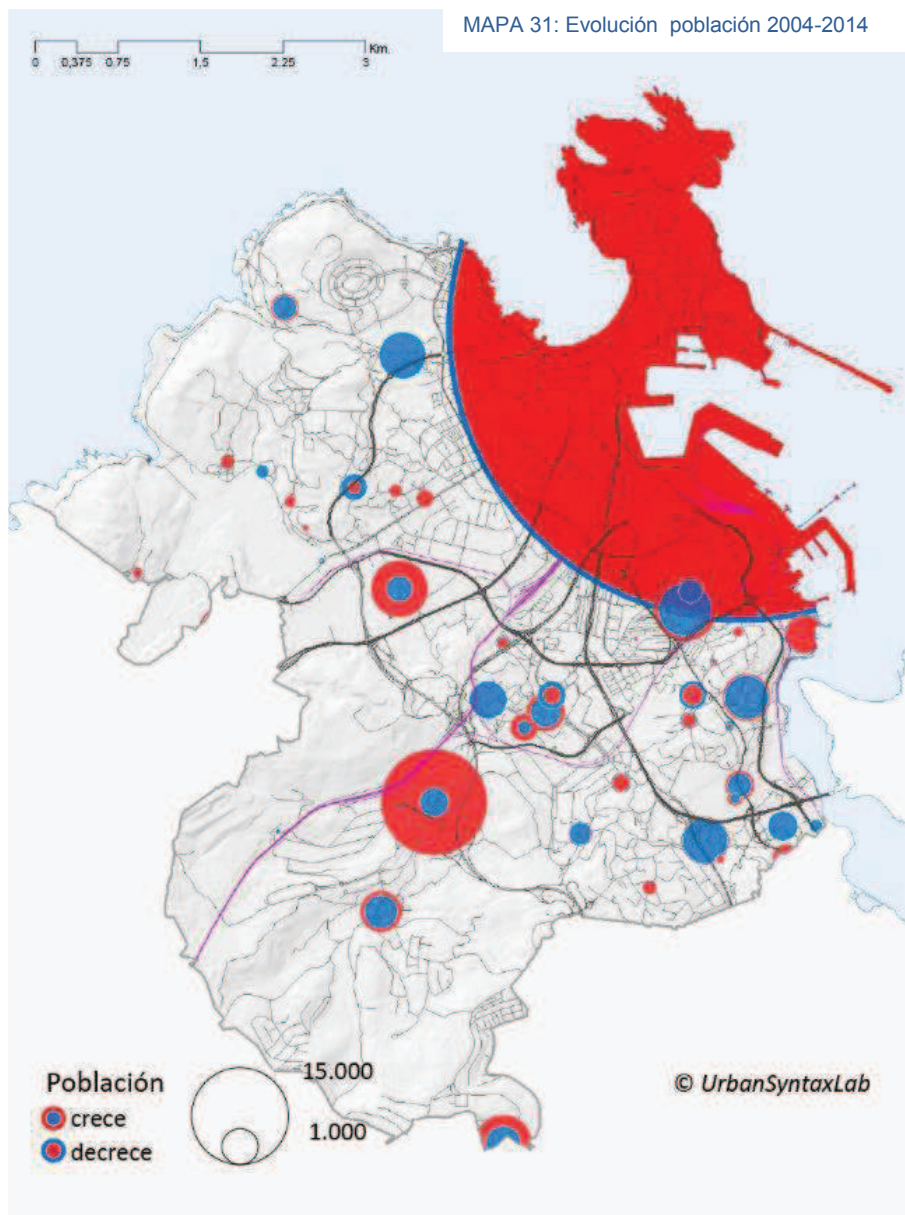 MAPA 31: Evolución población 2004-2014
Km.
0 0,375 0.75 1,5 2.25 3
Población
crece
decrece
15.000
1.000
© UrbanSyntaxLab